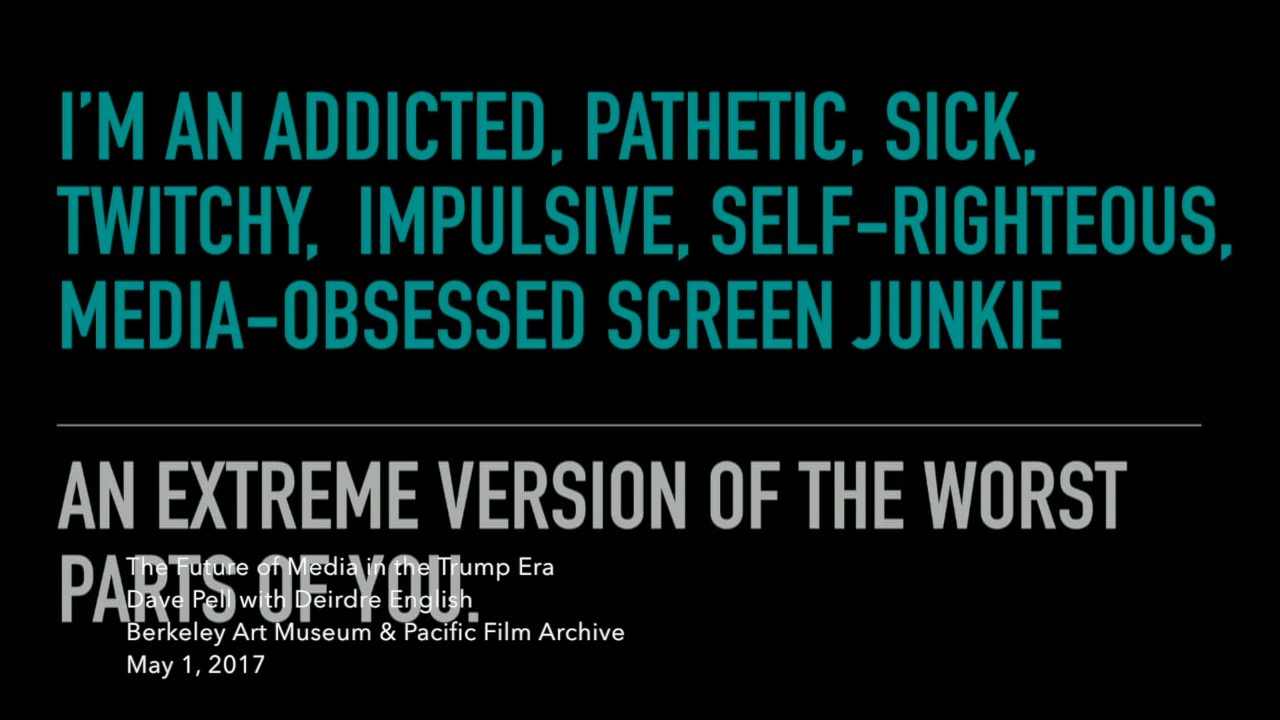 I'M AN ADDICTED, PATHETIC, SICK,
TWITCHY,  IMPULSIVE, SELF-RIGHTEOUS,
MEDIA-OBSESSED SCREEN JUNKIE
AN EXTREME VERSION OF THE WORST
PARTS OF YOU.
The Future of Media in the Trump Era
Dave Pell with Deirdre English
Berkeley Art Museum & Pacific Film Archive
May 1, 2017